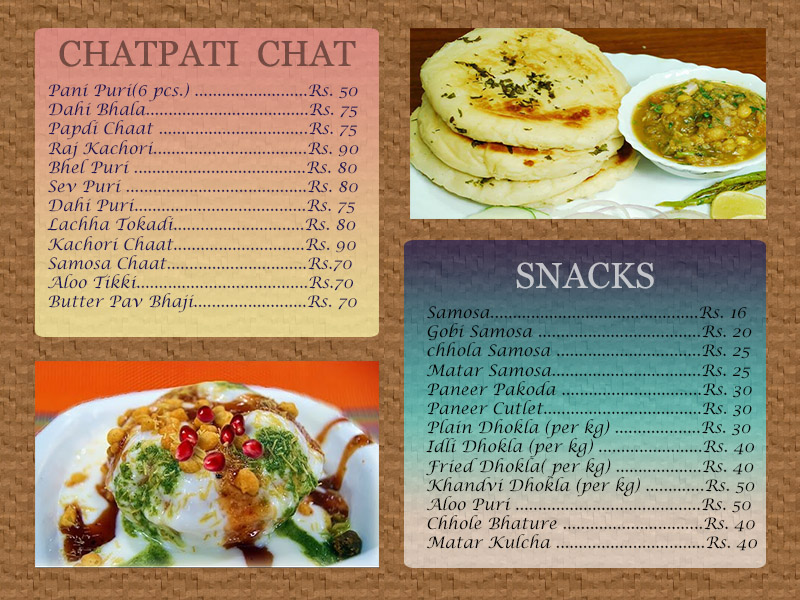 CHATPATI CHAT
Pani Puri(6 pcs.) ........................Rs. 50
Dahi Bhala...................................Rs. 75
Papdi Chaat ................................Rs. 75
Raj Kachori.................................Rs. 90
Bhel Puri .....................................Rs. 80
Sev Puri .......................................Rs. 80
Dahi Puri.....................................Rs. 75
Lachha Tokadi............................Rs. 80
Kachori Chaat.............................Rs. 90
Samosa Chaat..............................Rs.70
Aloo Tikki.....................................Rs.70
Butter Pav Bhaji........................Rs. 70
SNACKS
Samosa............................................Rs. 16
Gobi Samosa ...................................Rs. 20
chhola Samosa ...............................Rs. 25
Matar Samosa................................Rs. 25
Paneer Pakoda ..............................Rs. 30
Paneer Cutlet..................................Rs. 30
Plain Dhokla (per kg) ...................Rs. 30
Idli Dhokla (per kg) .......................Rs. 40
Fried Dhokla( per kg) ..................Rs. 40
Khandvi Dhokla (per kg) .............Rs. 50
Aloo Puri ........................................Rs. 50
Chhole Bhature ..............................Rs. 40
Matar Kulcha ................................Rs. 40